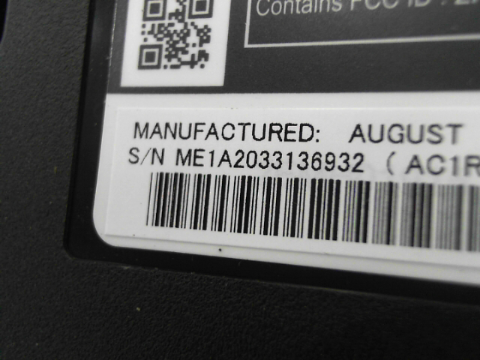 Contains FCC ID
MANUFACTURED: AUGUST
S/N ME1A2033136932 ( AC1R